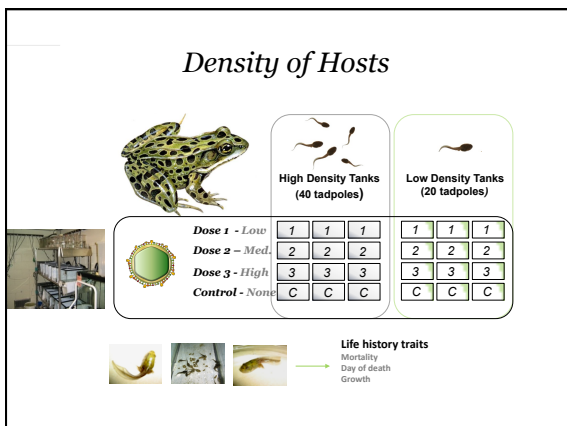 Density of Hosts
High Density Tanks
(40 tadpoles)
Low Density Tanks
(20 tadpoles)
Dose 1 - Low 1 1 1 1 1 1
Dose 2 – Med. 2 2 2 2 2 2
Dose 3 - High 3 3 3 3 3 3
Control - None C C C C C C
Life history traits
Mortality
Day of death
Growth